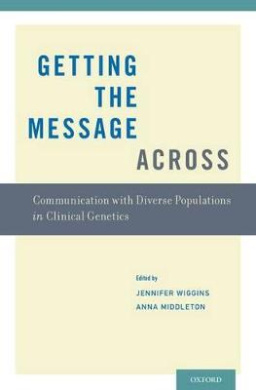 GETTING
THE
MESSAGE
ACROSS
Communication with Diverse Populations
in Clinical Genetics
Edited by
JENNIFER WIGGINS
ANNA MIDDLETON
OXFORD